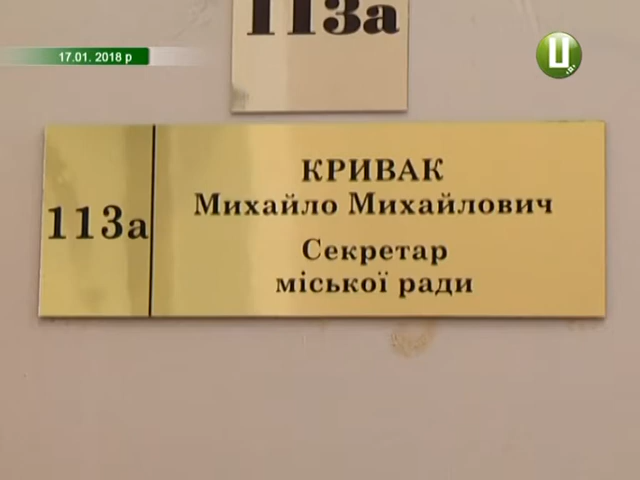 113а
17.01. 2018 р
Ц
113а
КРИВАК
Михайло Михайлович
Секретар
міської ради